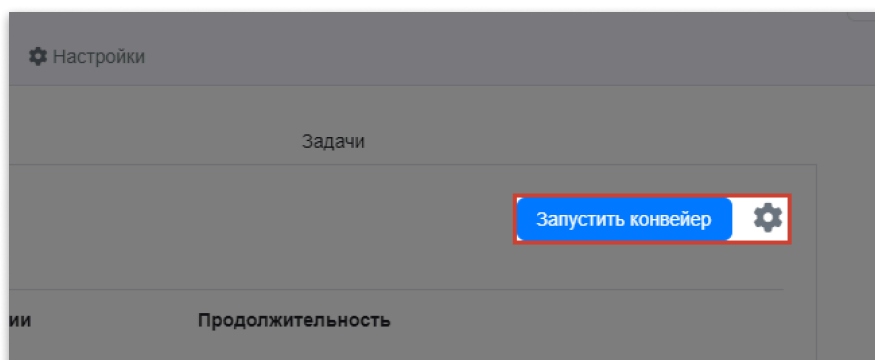 Настройки
Задачи
Запустить конвейер
ии Продолжительность